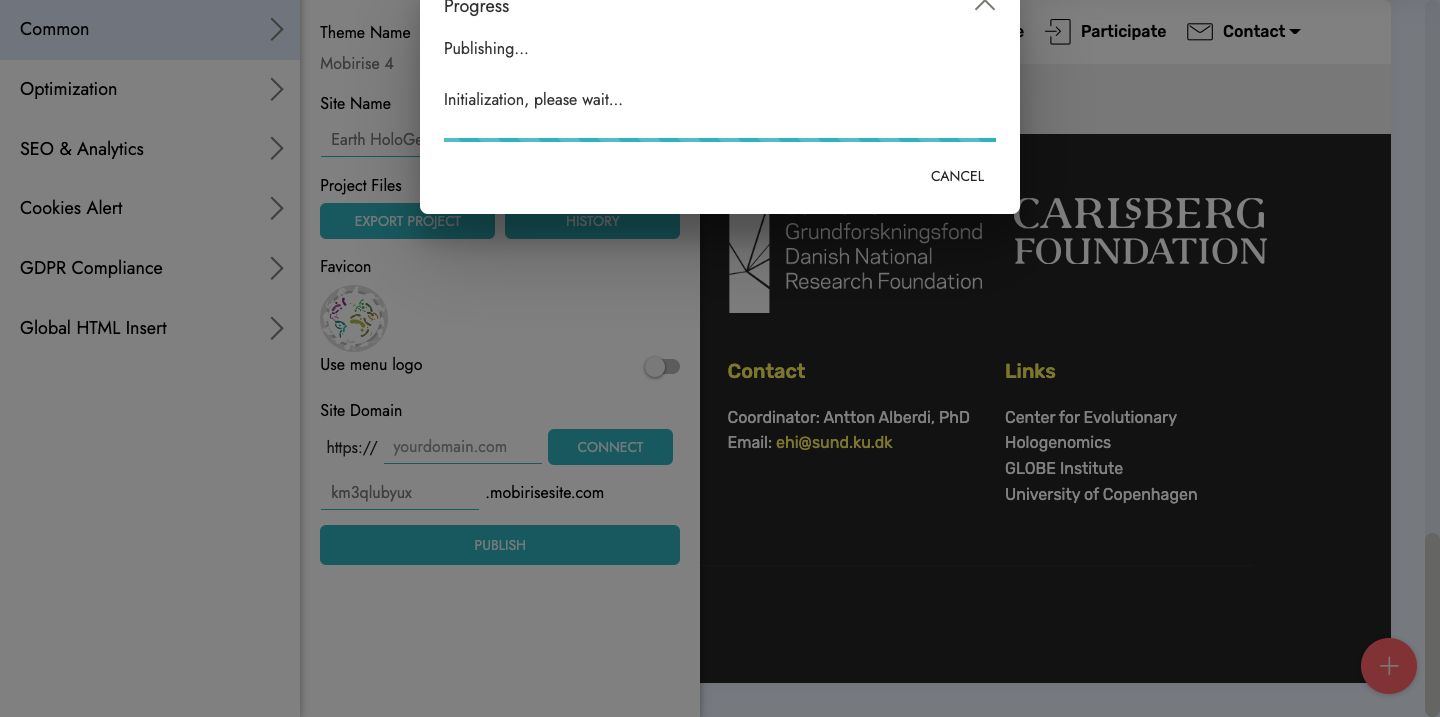 Common
Optimization
SEO & Analytics
Cookies Alert
GDPR Compliance
Global HTML Insert
Theme Name
Mobirise 4
Site Name
Earth HoloGe
Project Files
EXPORT PROJECT
HISTORY
Favicon
Use menu logo
Site Domain
https://
yourdomain.com
CONNECT
km3qlubyux
.mobirisesite.com
PUBLISH
Progress
Publishing...
Initialization, please wait...
CANCEL
Participate
Contact
Grundforskningsfond
Danish National
Research Foundation
CARLSBERG
FOUNDATION
Contact
Coordinator: Antton Alberdi, PhD
Email: ehi@sund.ku.dk
Links
Center for Evolutionary
Hologenomics
GLOBE Institute
University of Copenhagen